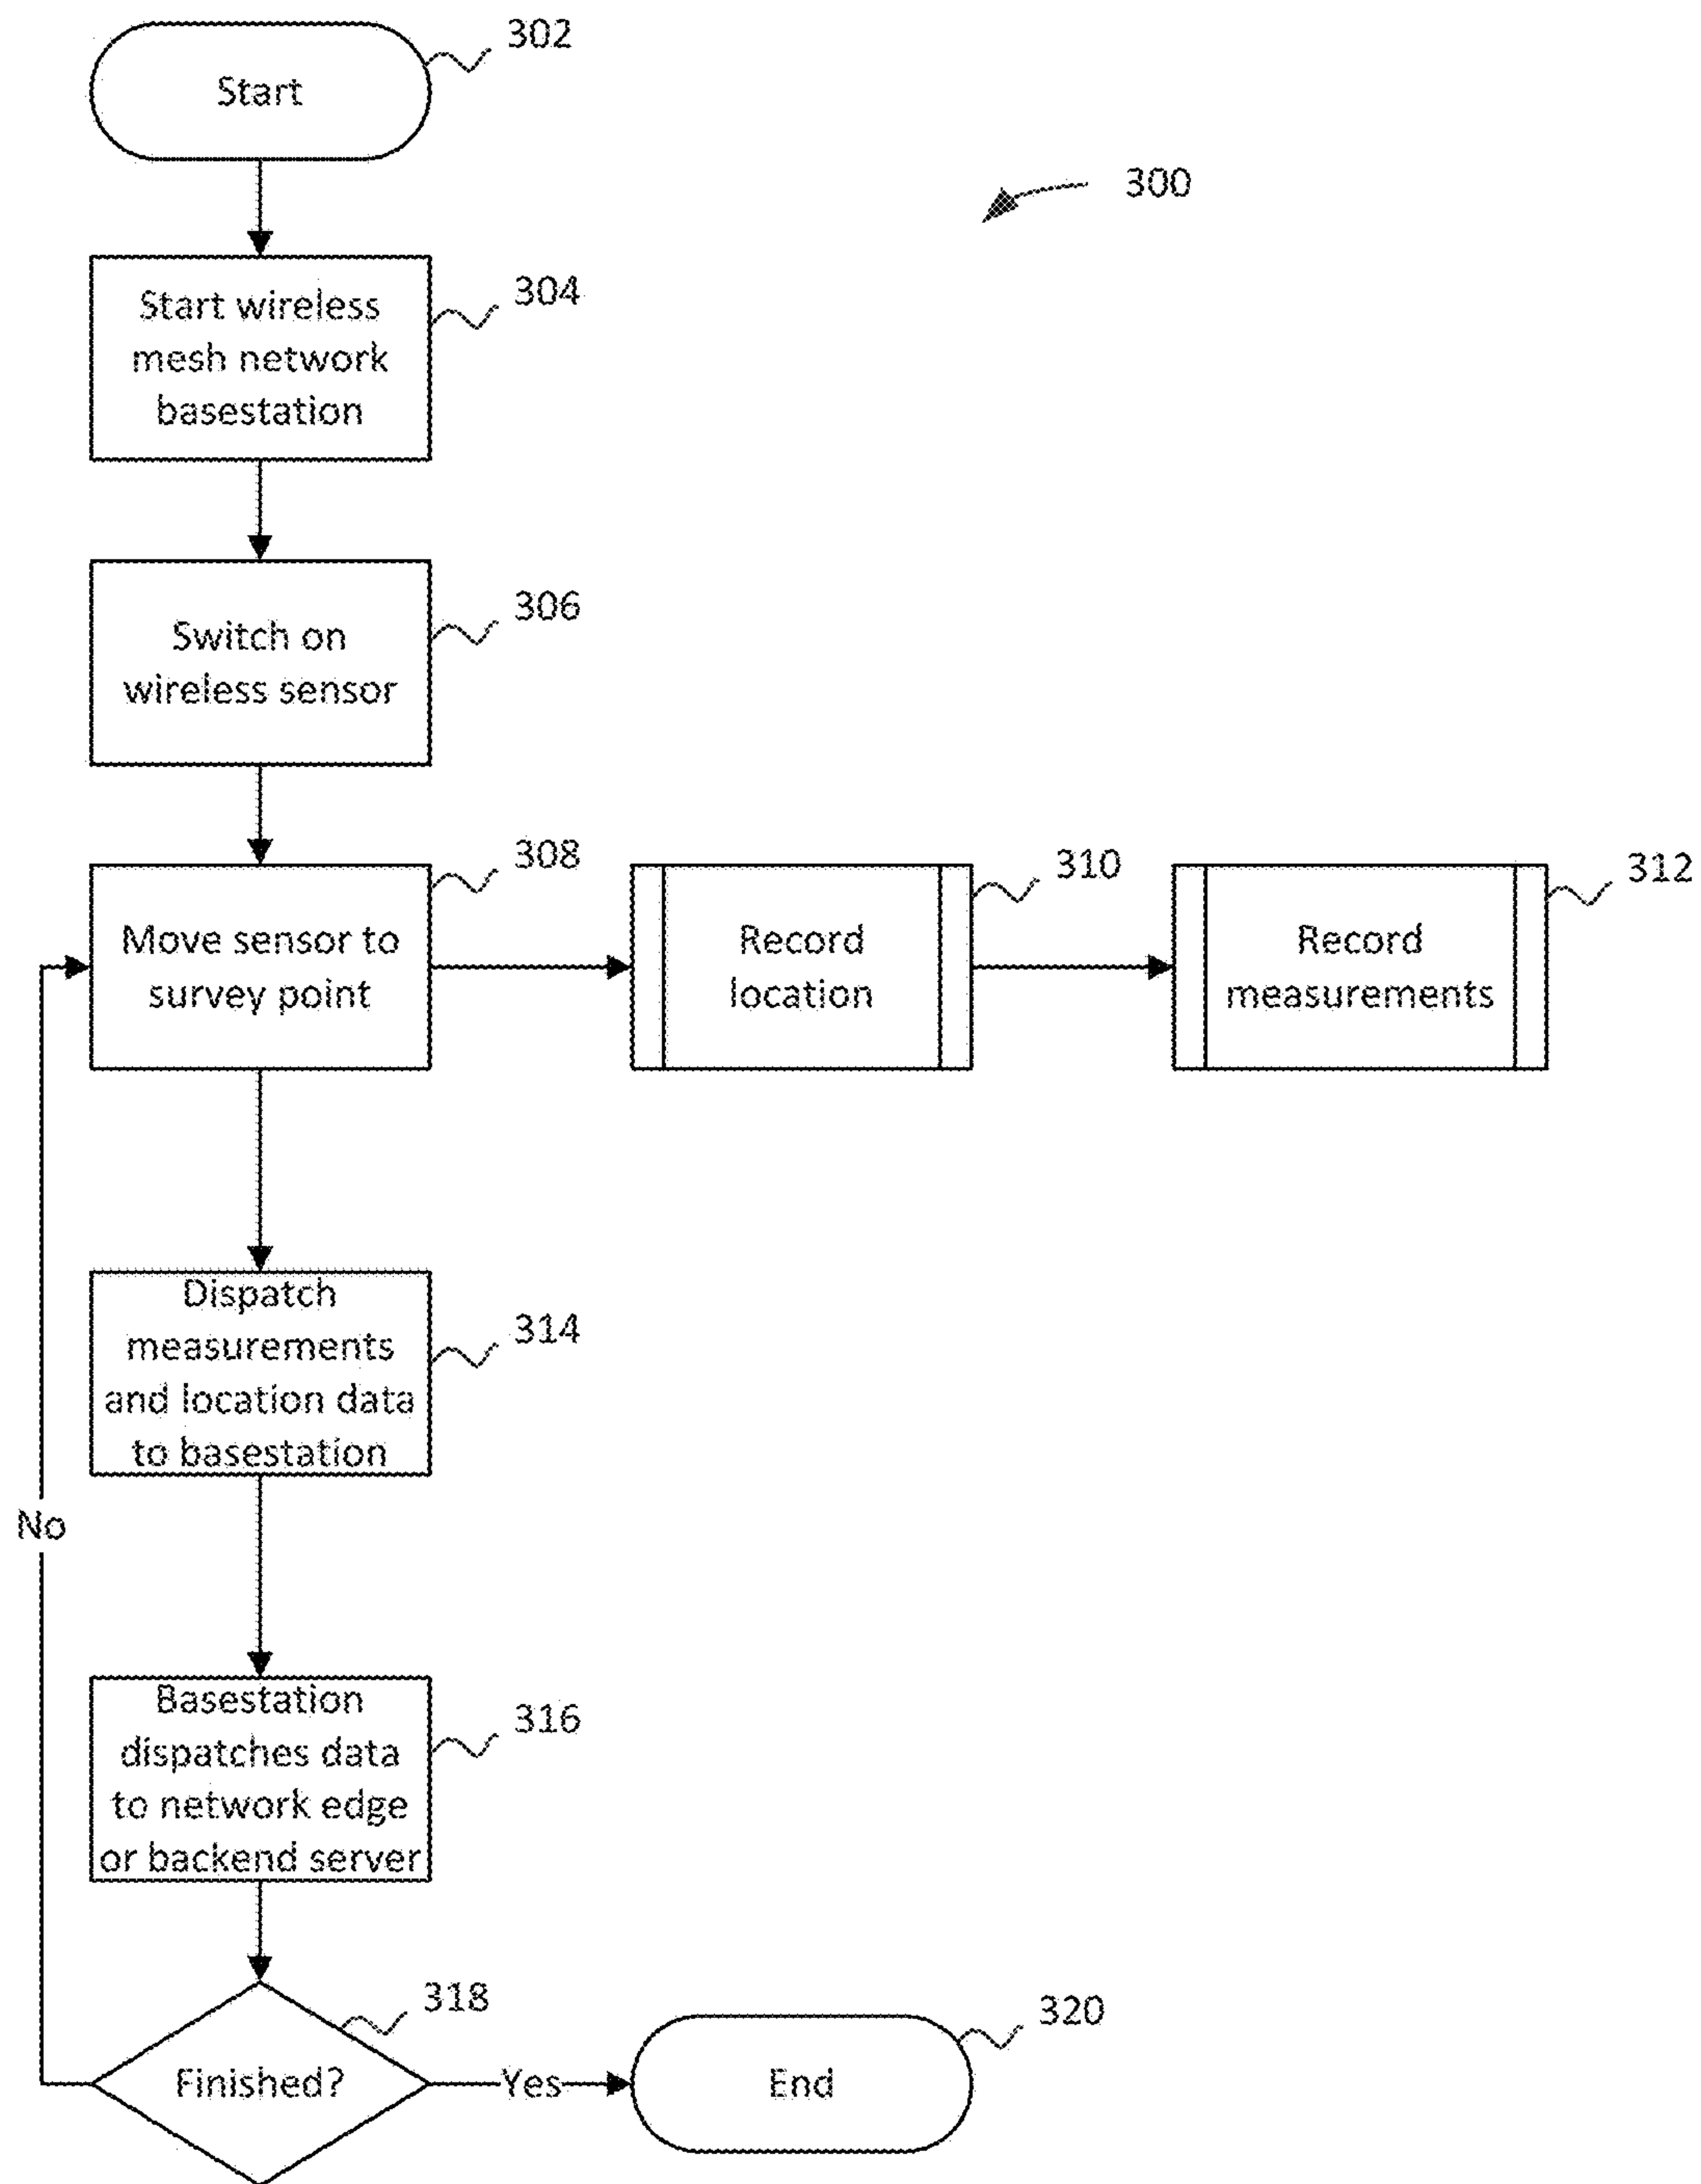 302
Start
300
304
Start wireless
mesh network
basestation
306
Switch on
wireless sensor
308
Move sensor to
survey point
310
Record
location
312
Record
measurements
314
Dispatch
measurements
and location data
to basestation
No
316
Basestation
dispatches data
to network edge
or backend server
318
Finished?
Yes
320
End